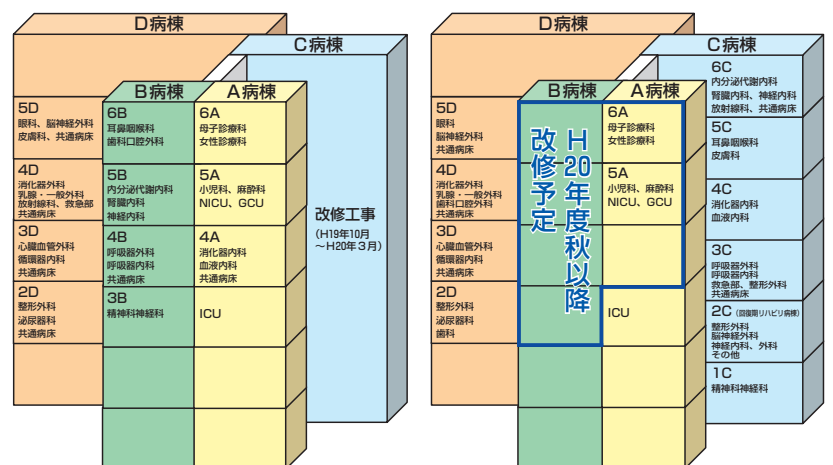 D病棟
C病棟
B病棟
A病棟
5D
眼科、脳神経外科
皮膚科、共通病床
4D
消化器外科
乳腺・一般外科
放射線科、救急部
共通病床
3D
心臓血管外科
循環器内科
共通病床
2D
整形外科
泌尿器科
共通病床
6B
耳鼻咽喉科
歯科口腔外科
5B
内分泌代謝内科
腎臓内科
神経内科
4B
呼吸器外科
呼吸器内科
共通病床
3B
精神科神経科
6A
母子診療科
女性診療科
5A
小児科、麻酔科
NICU、GCU
4A
消化器内科
血液内科
共通病床
ICU
改修工事
(H19年10月
～H20年3月)
D病棟
C病棟
B病棟
A病棟
5D
眼科
脳神経外科
共通病床
4D
消化器外科
乳腺・一般外科
歯科口腔外科
共通病床
3D
心臓血管外科
循環器内科
共通病床
2D
整形外科
泌尿器科
歯科
H20年度秋以降
改修予定
6A
母子診療科
女性診療科
5A
小児科、麻酔科
NICU、GCU
ICU
6C
内分泌代謝内科
腎臓内科、神経内科
放射線科、共通病床
5C
耳鼻咽喉科
皮膚科
4C
消化器内科
血液内科
3C
呼吸器外科
呼吸器内科
救急部、整形外科
共通病床
2C（回復期リハビリ病棟）
整形外科
脳神経外科
神経内科、外科
その他
1C
精神科神経科